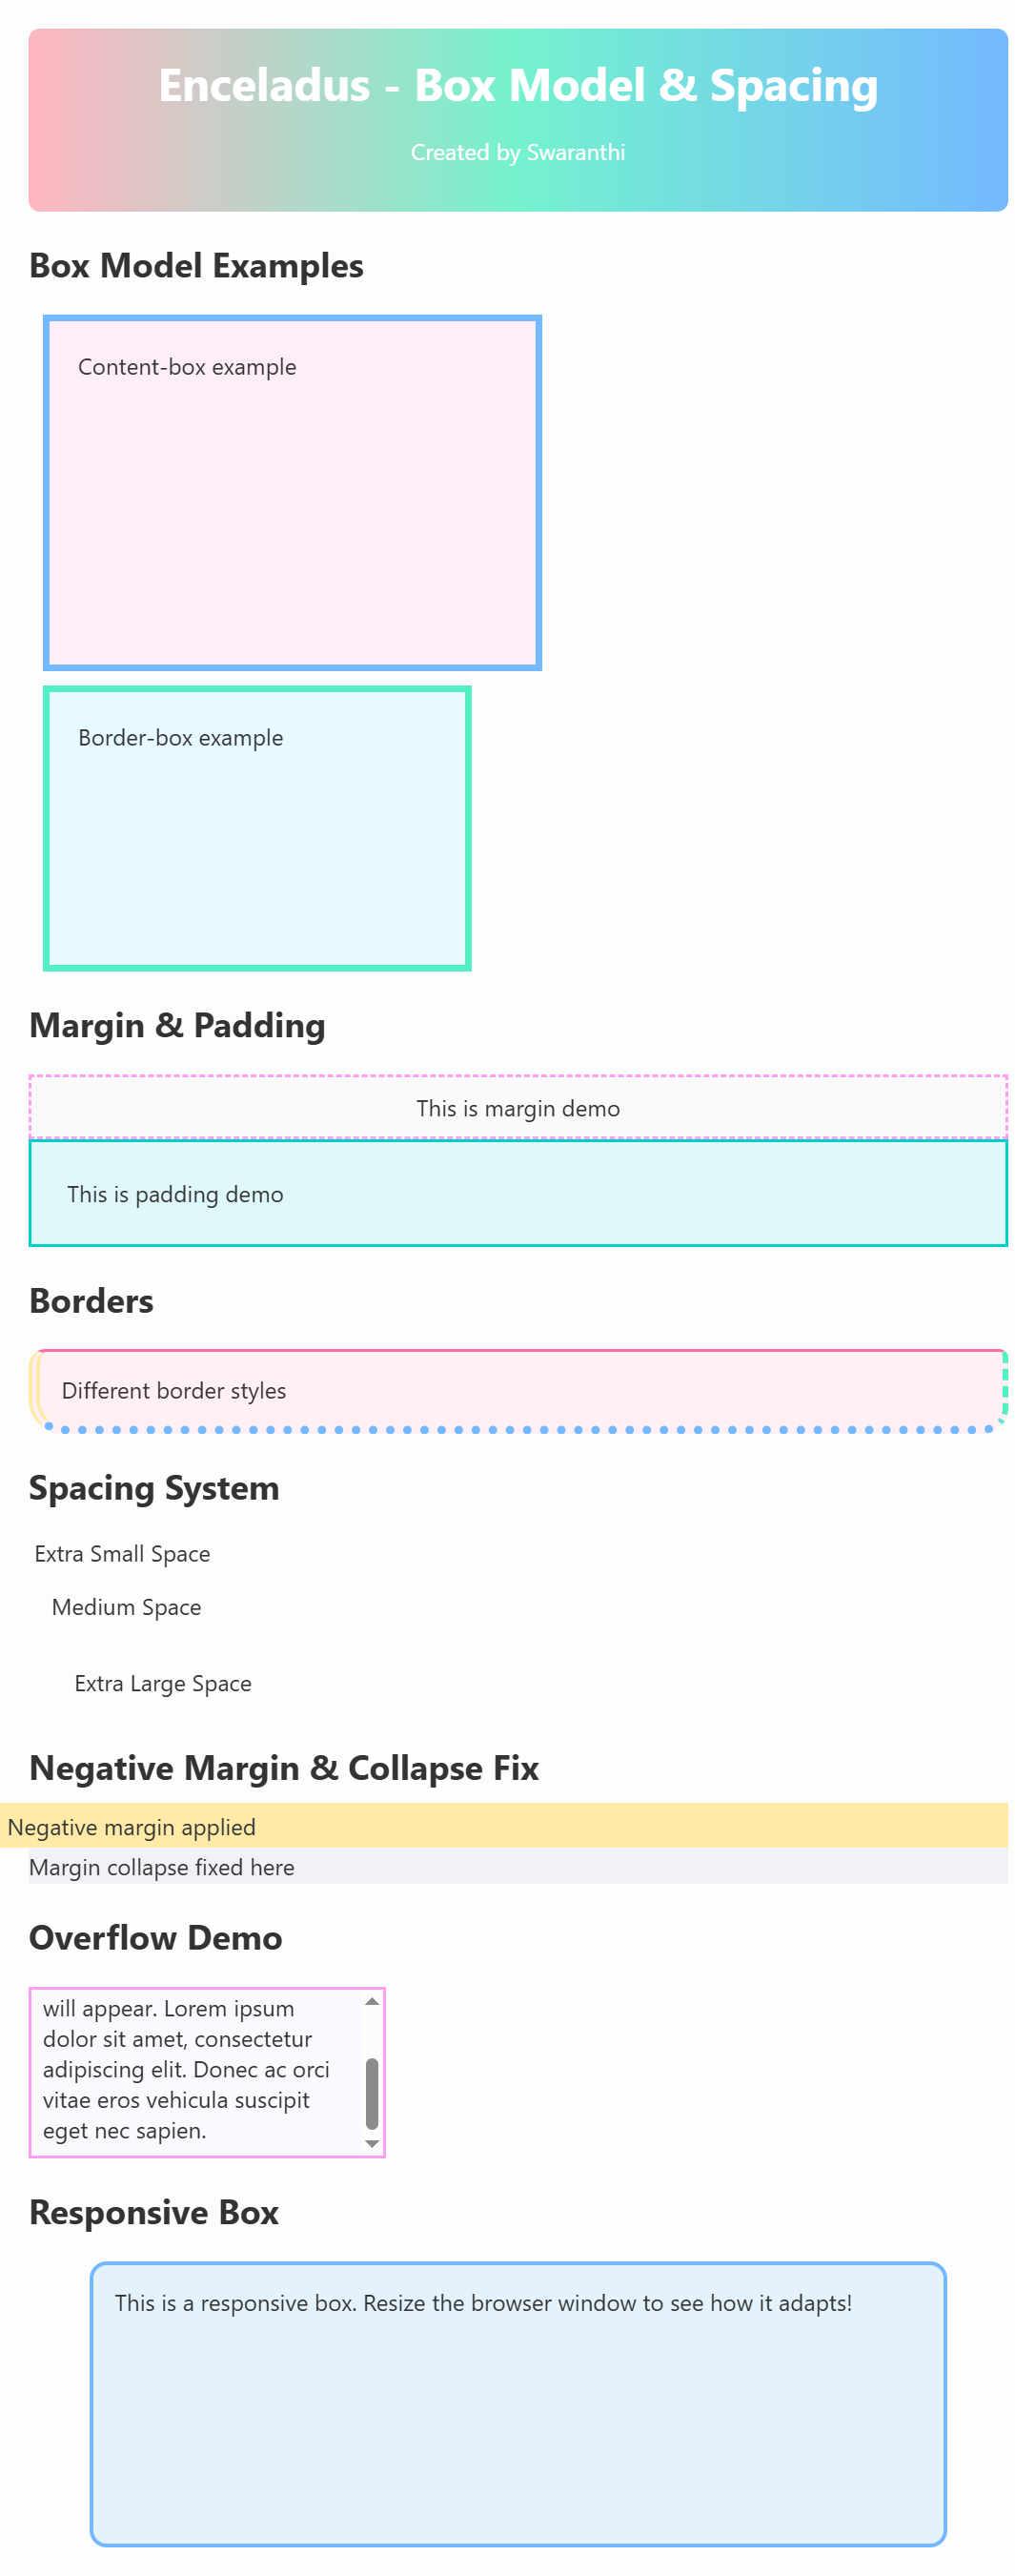 Enceladus - Box Model & Spacing
Created by Swaranthi
Box Model Examples
Content-box example
Border-box example
Margin & Padding
This is margin demo
This is padding demo
Borders
Different border styles
Spacing System
Extra Small Space
Medium Space
Extra Large Space
Negative Margin & Collapse Fix
Negative margin applied
Margin collapse fixed here
Overflow Demo
will appear. Lorem ipsum
dolor sit amet, consectetur
adipiscing elit. Donec ac orci
vitae eros vehicula suscipit
eget nec sapien.
Responsive Box
This is a responsive box. Resize the browser window to see how it adapts!